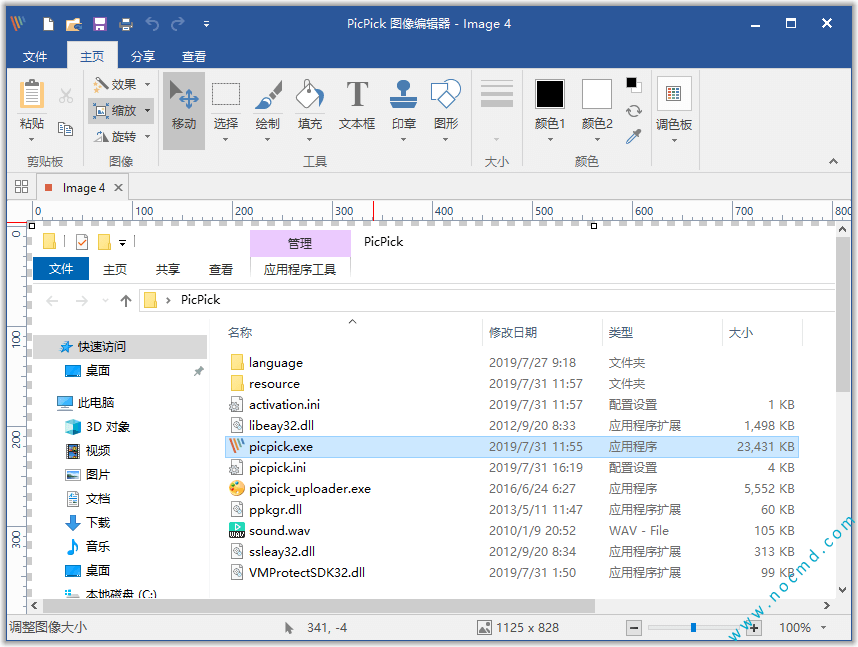 PicPick 图像编辑器 - Image 4
文件 主页 分享 查看
粘贴 效果 缩放 旋转 移动 选择 绘制 填充 文本框 印章 图形 颜色1 颜色2 调色板
剪贴板 图像 工具 大小 颜色
Image 4
0 100 200 300 400 500 600 700 800
0
100
200
300
管理 PicPick
文件 主页 共享 查看 应用程序工具
PicPick
名称 修改日期 类型 大小
快速访问
桌面
此电脑
3D 对象
视频
图片
文档
下载
音乐
桌面
本地磁盘 (C:)
language 2019/7/27 9:18 文件夹
resource 2019/7/31 11:57 文件夹
activation.ini 2019/7/31 11:57 配置设置 1 KB
libeay32.dll 2012/9/20 8:33 应用程序扩展 1,498 KB
picpick.exe 2019/7/31 11:55 应用程序 23,431 KB
picpick.ini 2019/7/31 16:19 配置设置 4 KB
picpick_uploader.exe 2016/6/24 6:27 应用程序 5,552 KB
ppkgr.dll 2013/5/11 11:47 应用程序扩展 60 KB
sound.wav 2010/1/9 20:52 WAV - File 105 KB
ssleay32.dll 2012/9/20 8:34 应用程序扩展 313 KB
VMProtectSDK32.dll 2019/7/31 1:50 应用程序扩展 99 KB
www.nocmd.com
调整图像大小 341, -4 1125 x 828 100%